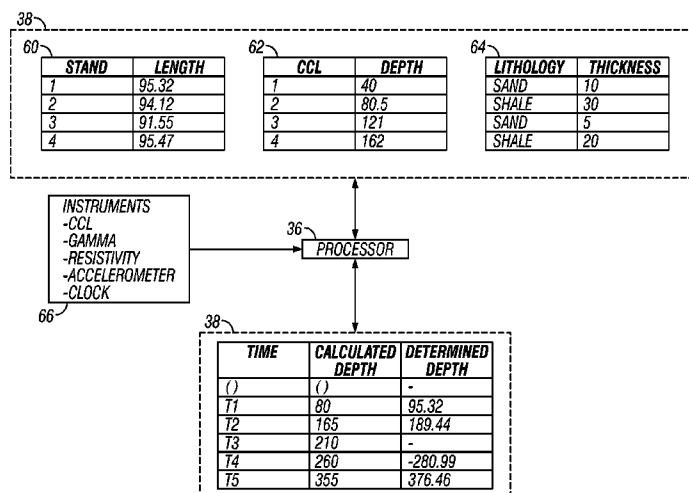 38
60
STAND LENGTH
1 95.32
2 94.12
3 91.55
4 95.47
62
CCL DEPTH
1 40
2 80.5
3 121
4 162
64
LITHOLOGY THICKNESS
SAND 10
SHALE 30
SAND 5
SHALE 20
INSTRUMENTS
-CCL
-GAMMA
-RESISTIVITY
-ACCELEROMETER
-CLOCK
66
36
PROCESSOR
38
TIME CALCULATED DEPTH DETERMINED DEPTH
() () -
T1 80 95.32
T2 165 189.44
T3 210 -
T4 260 -280.99
T5 355 376.46